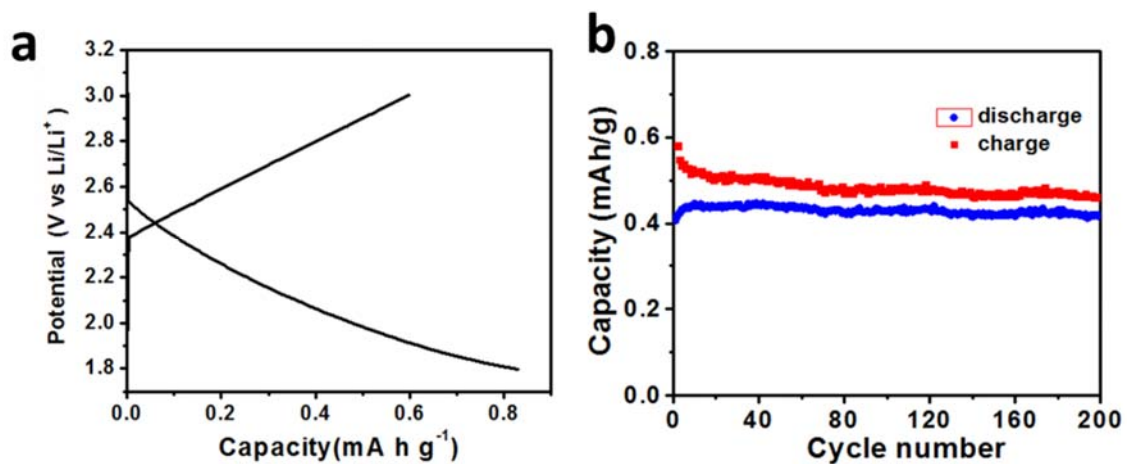 a
3.2
3.0
2.8
2.6
2.4
2.2
2.0
1.8
Potential (V vs Li/Li⁺)
0.0 0.2 0.4 0.6 0.8
Capacity(mA h g⁻¹)
b
0.8
0.6
0.4
0.2
0.0
Capacity (mAh/g)
discharge
charge
0 40 80 120 160 200
Cycle number